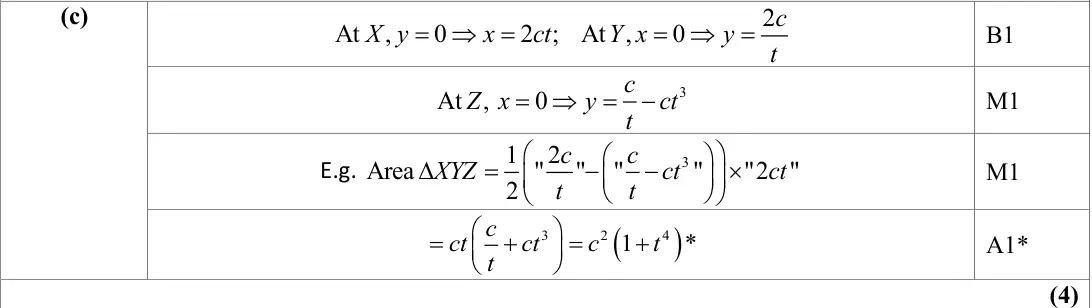 (c) At X, y = 0 ⇒ x = 2ct; At Y, x = 0 ⇒ y = 2c/t B1
At Z, x = 0 ⇒ y = c/t − ct³ M1
E.g. Area ΔXYZ = 1/2 ("2c/t" − ("c/t − ct³")) × "2ct" M1
= ct (c/t + ct³) = c² (1 + t⁴) * A1*
(4)